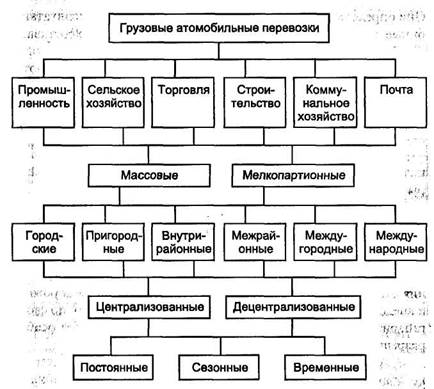 Грузовые атомобильные перевозки
Промыш-
ленность
Сельское
хозяйство
Торговля
Строи-
тельство
Комму-
нальное
хозяйство
Почта
Массовые
Мелкопартионные
Город-
ские
Пригород-
ные
Внутри-
районные
Межрай-
онные
Между-
городные
Между-
народные
Централизованные
Децентрализованные
Постоянные
Сезонные
Временные